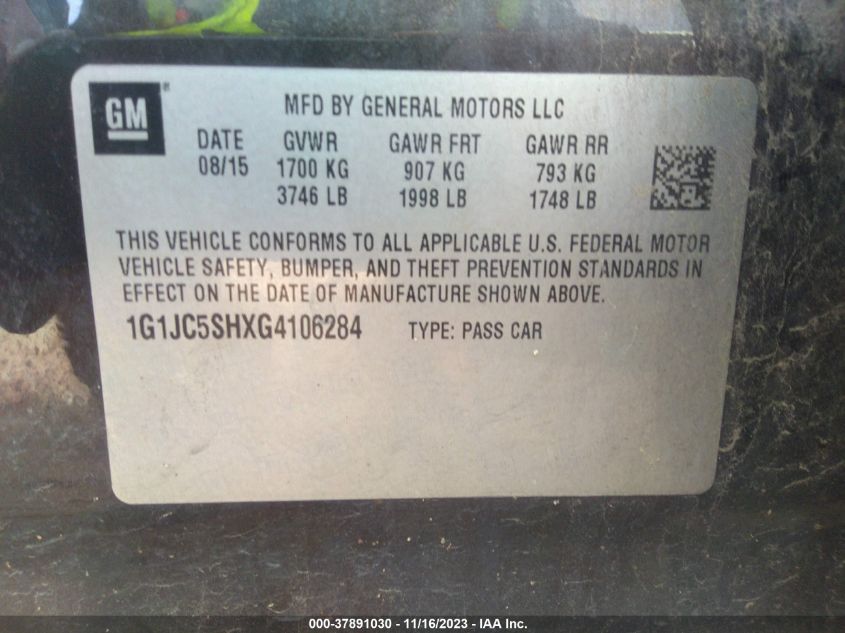 GM ®
MFD BY GENERAL MOTORS LLC
DATE GVWR GAWR FRT GAWR RR
08/15 1700 KG 907 KG 793 KG
3746 LB 1998 LB 1748 LB
THIS VEHICLE CONFORMS TO ALL APPLICABLE U.S. FEDERAL MOTOR
VEHICLE SAFETY, BUMPER, AND THEFT PREVENTION STANDARDS IN
EFFECT ON THE DATE OF MANUFACTURE SHOWN ABOVE.
1G1JC5SHXG4106284 TYPE: PASS CAR
000-37891030 - 11/16/2023 - IAA Inc.